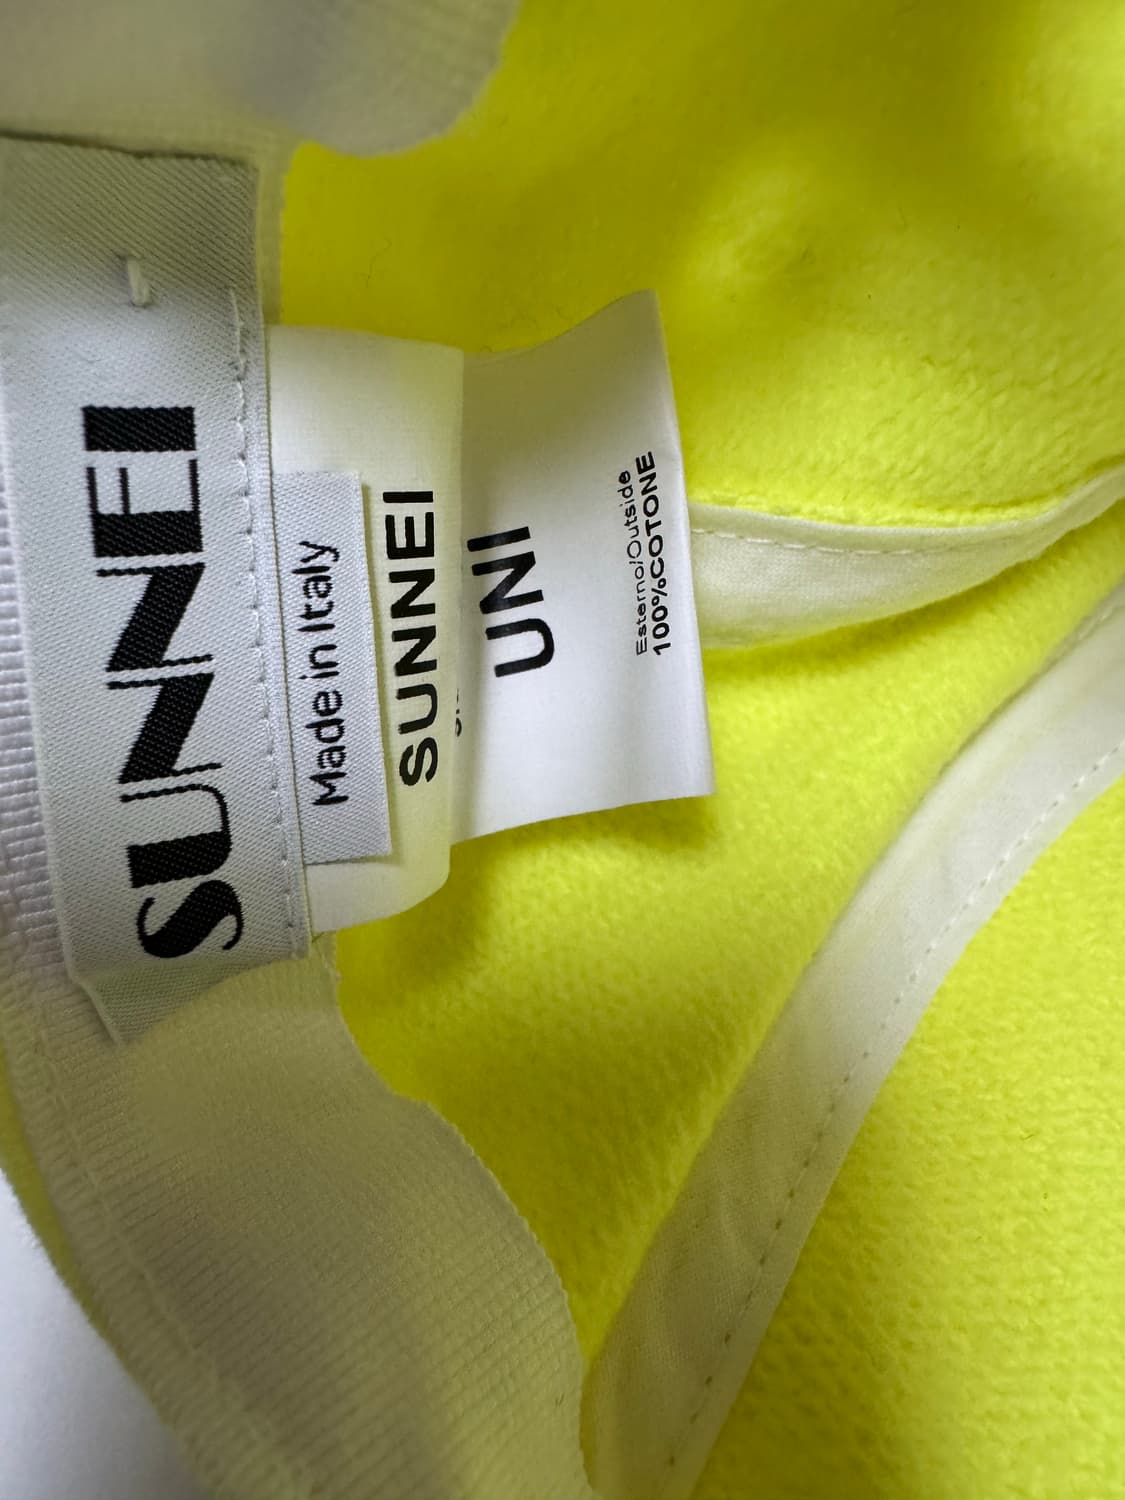 SUNNEI
Made in Italy
SUNNEI
UNI
Esterno/Outside
100%COTONE